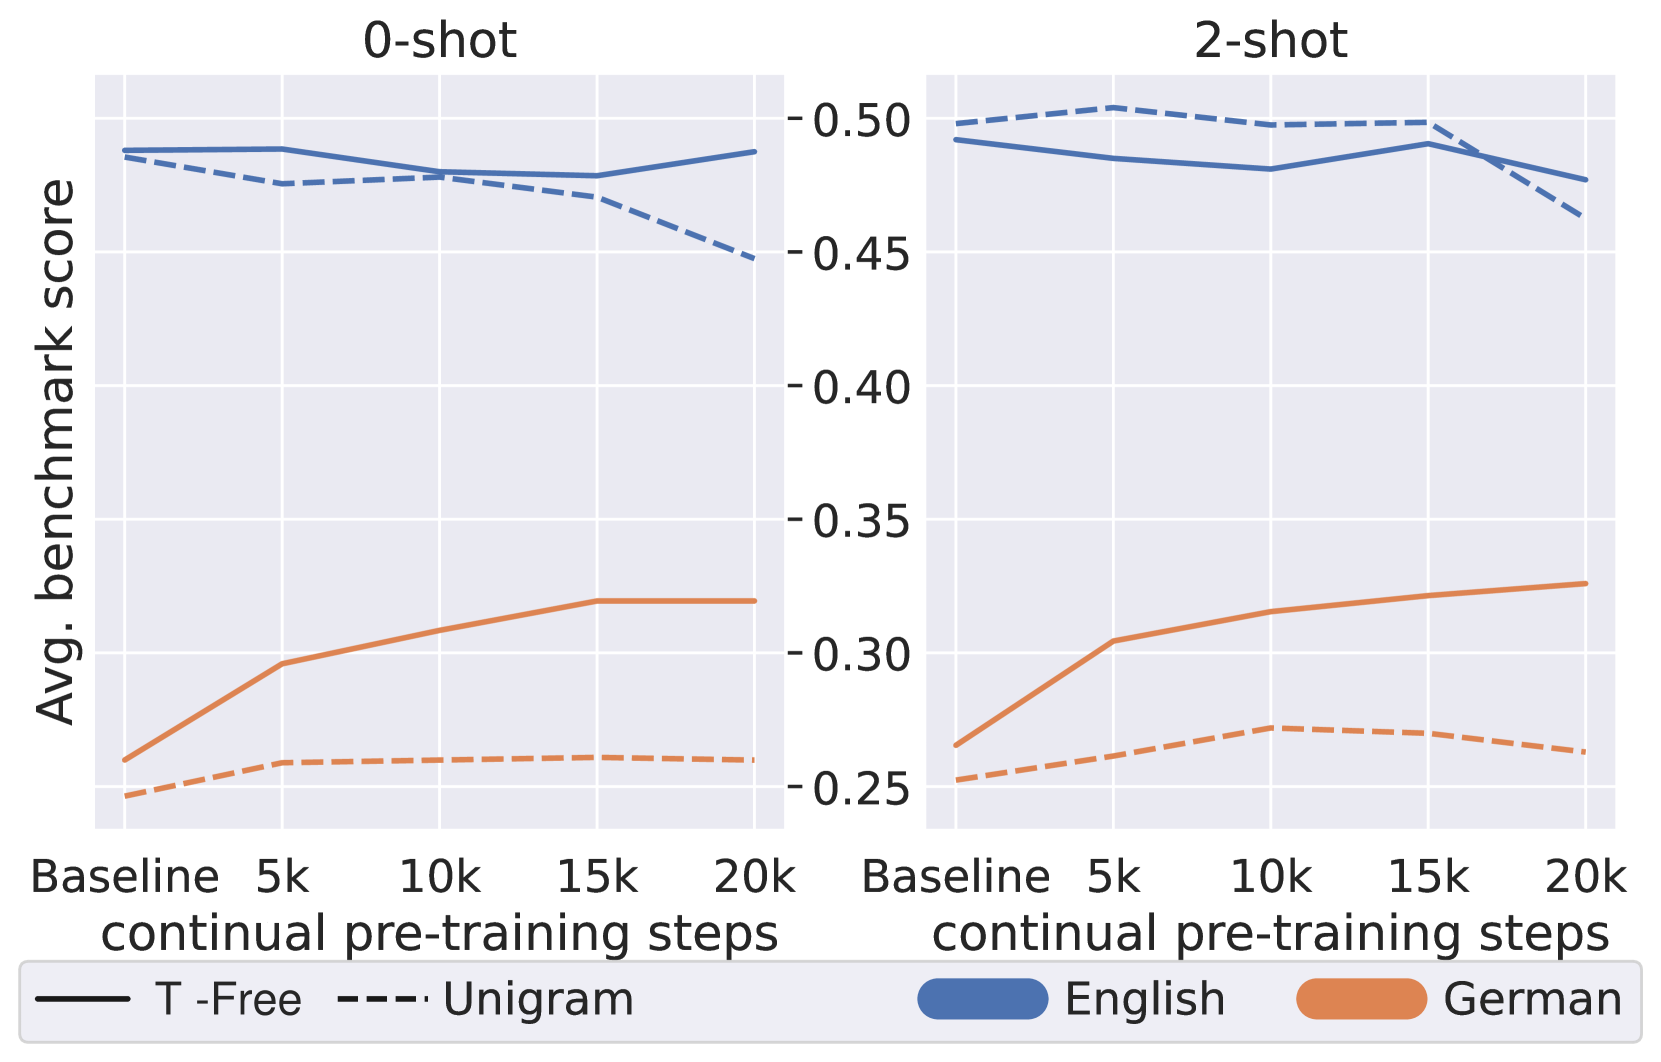 0-shot
2-shot
Avg. benchmark score
0.50
0.45
0.40
0.35
0.30
0.25
Baseline 5k 10k 15k 20k
Baseline 5k 10k 15k 20k
continual pre-training steps
continual pre-training steps
T -Free Unigram English German